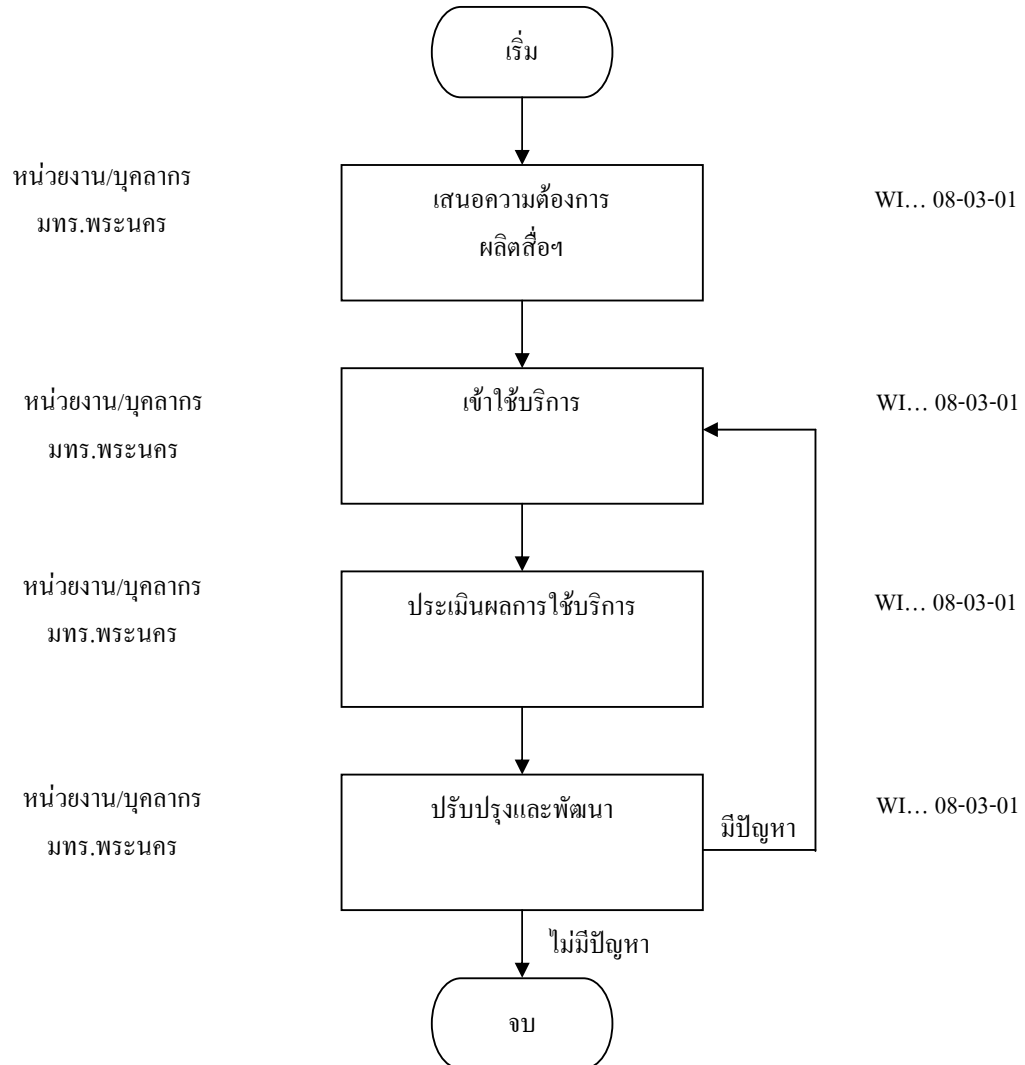 เริ่ม
หน่วยงาน/บุคลากร
มทร.พระนคร
เสนอความต้องการ
ผลิตสื่อฯ
WI... 08-03-01
หน่วยงาน/บุคลากร
มทร.พระนคร
เข้าใช้บริการ
WI... 08-03-01
หน่วยงาน/บุคลากร
มทร.พระนคร
ประเมินผลการใช้บริการ
WI... 08-03-01
หน่วยงาน/บุคลากร
มทร.พระนคร
ปรับปรุงและพัฒนา
มีปัญหา
WI... 08-03-01
ไม่มีปัญหา
จบ